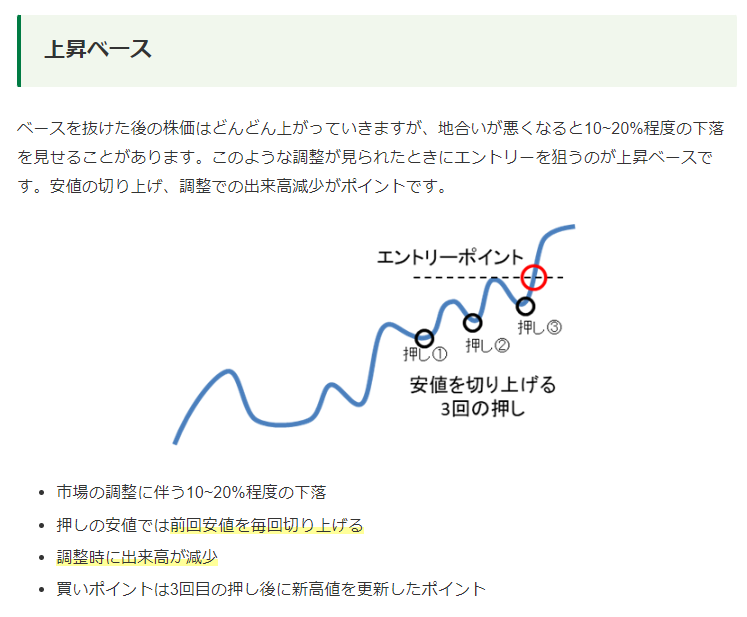 上昇ベース
ベースを抜けた後の株価はどんどん上がっていきますが、地合いが悪くなると10~20%程度の下落
を見せることがあります。このような調整が見られたときにエントリーを狙うのが上昇ベースで
す。安値の切り上げ、調整での出来高減少がポイントです。
エントリーポイント
押し③
押し②
押し①
安値を切り上げる
3回の押し
• 市場の調整に伴う10~20%程度の下落
• 押しの安値では前回安値を毎回切り上げる
• 調整時に出来高が減少
• 買いポイントは3回目の押し後に新高値を更新したポイント